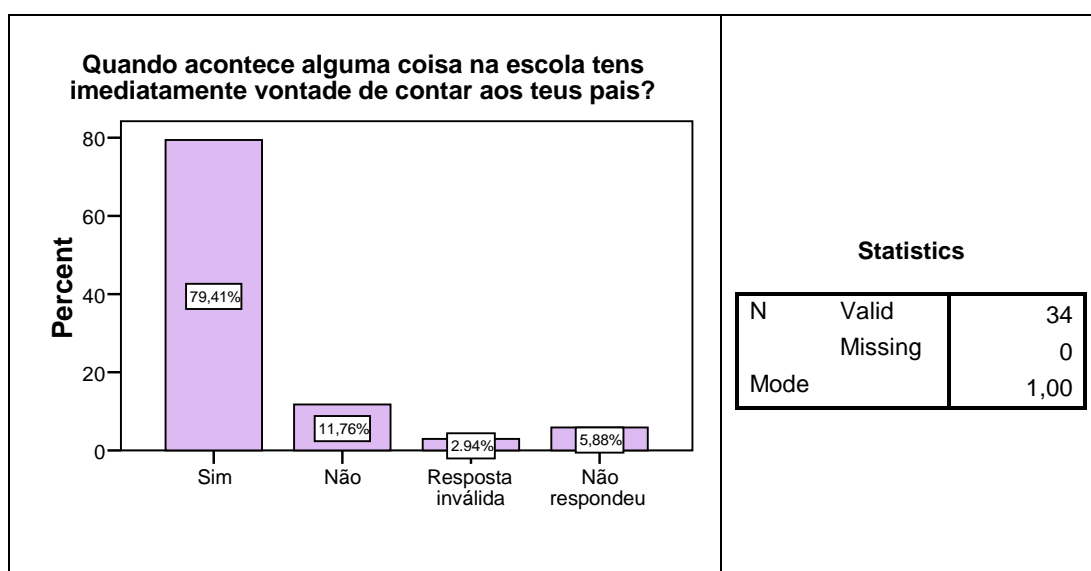 Quando acontece alguma coisa na escola tens
imediatamente vontade de contar aos teus pais?
Percent
80
60
40
20
0
79,41%
11,76%
2.94%
5,88%
Sim
Não
Resposta
inválida
Não
respondeu
Statistics
N Valid 34
Missing 0
Mode 1,00